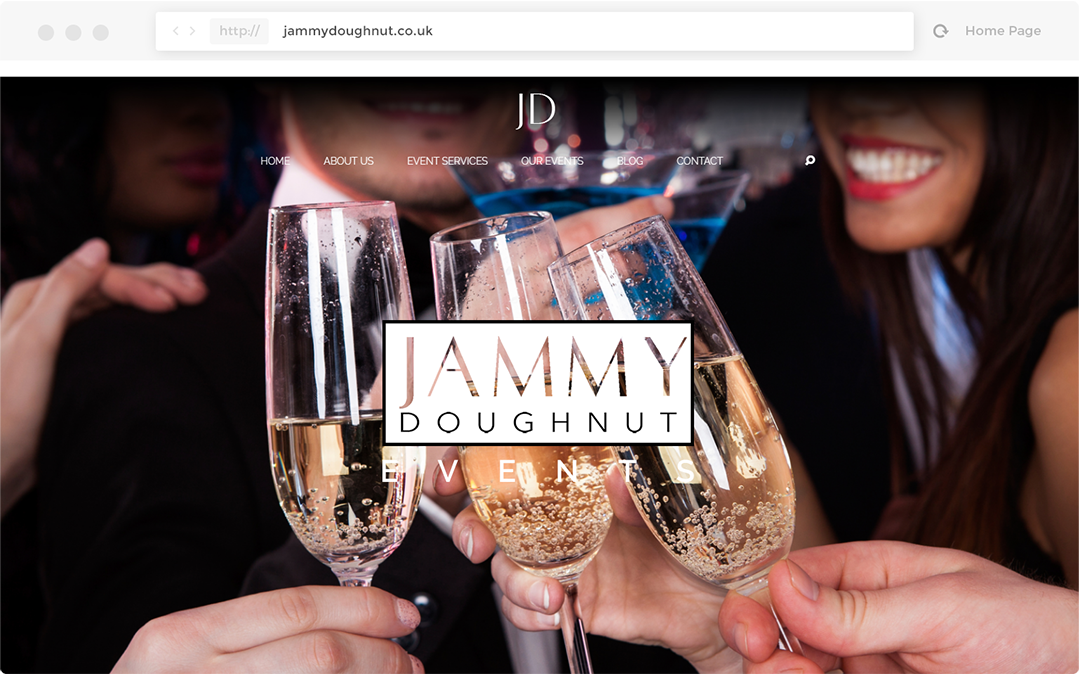 http:// jammydoughnut.co.uk Home Page
JD
HOME ABOUT US EVENT SERVICES OUR EVENTS BLOG CONTACT
JAMMY
DOUGHNUT
EVENTS